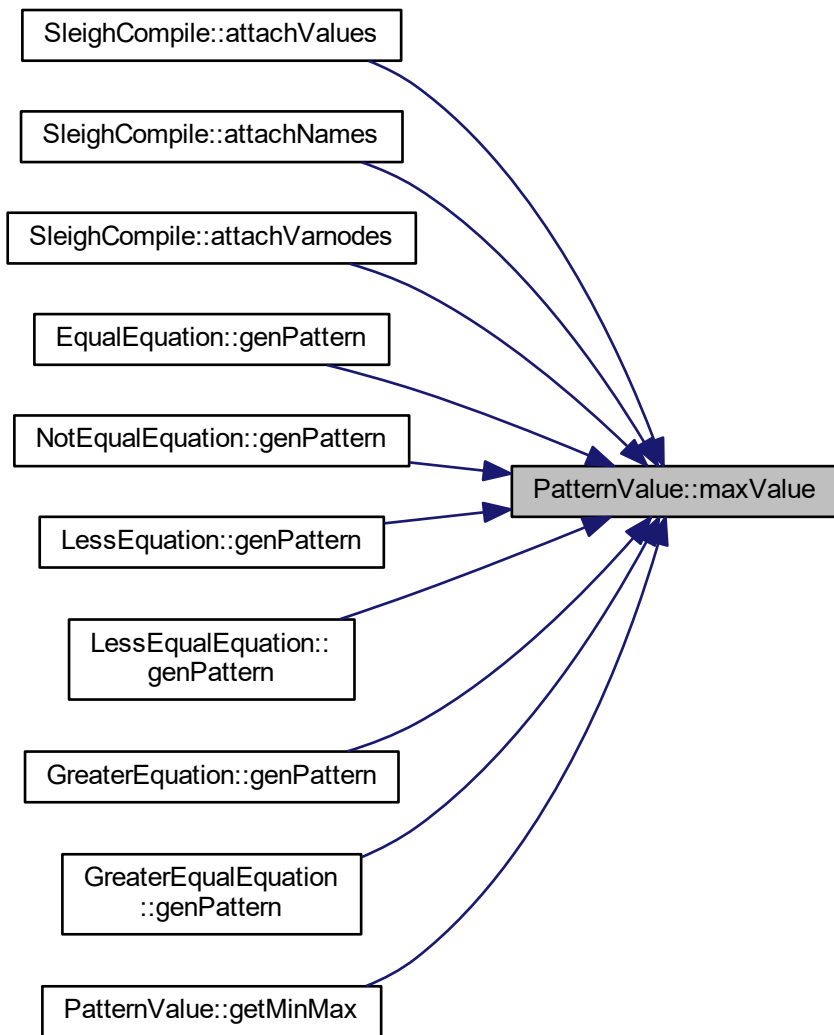 SleighCompile::attachValues
SleighCompile::attachNames
SleighCompile::attachVarnodes
EqualEquation::genPattern
NotEqualEquation::genPattern
PatternValue::maxValue
LessEquation::genPattern
LessEqualEquation::
genPattern
GreaterEquation::genPattern
GreaterEqualEquation
::genPattern
PatternValue::getMinMax